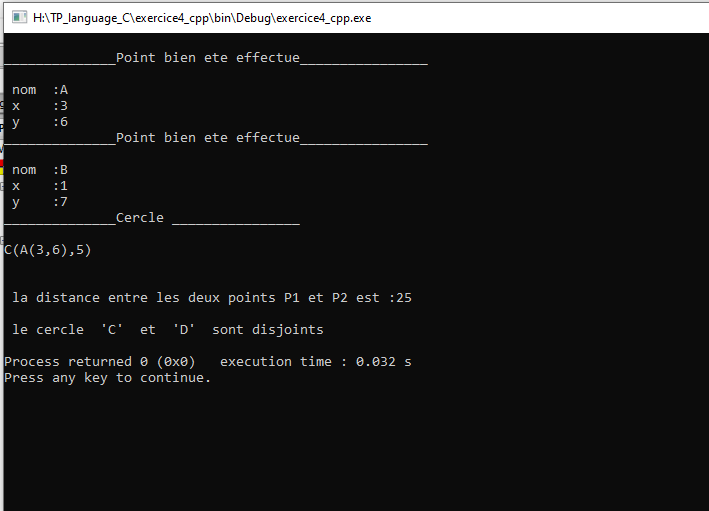 H:\TP_language_C\exercice4_cpp\bin\Debug\exercice4_cpp.exe
______________Point bien ete effectue________________
nom  :A
x    :3
y    :6
______________Point bien ete effectue________________
nom  :B
x    :1
y    :7
______________Cercle ________________
C(A(3,6),5)
la distance entre les deux points P1 et P2 est :25
le cercle  'C'  et  'D'  sont disjoints
Process returned 0 (0x0)   execution time : 0.032 s
Press any key to continue.